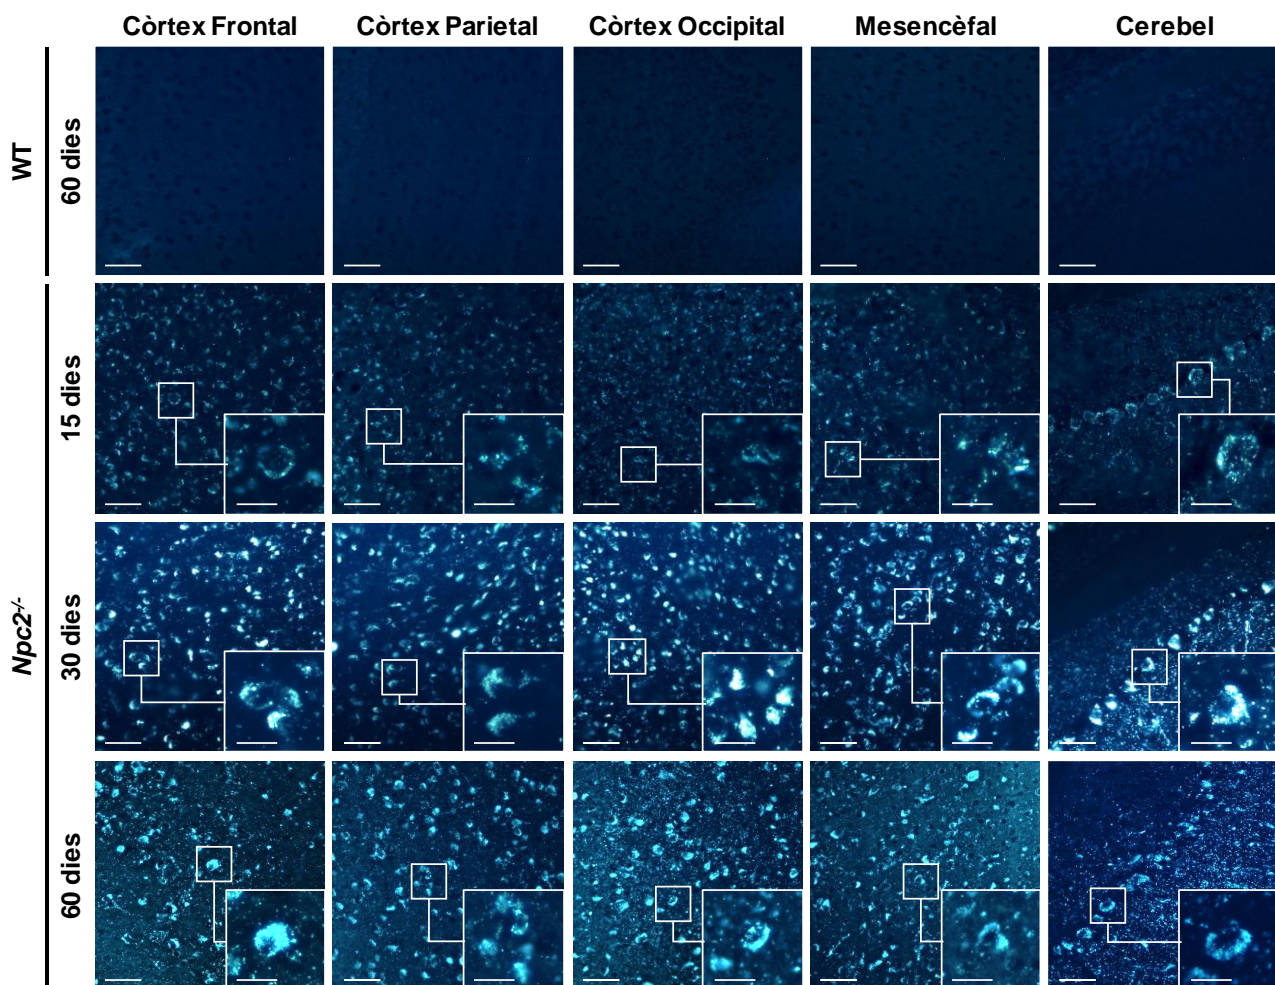 Còrtex Frontal
Còrtex Parietal
Còrtex Occipital
Mesencèfal
Cerebel
WT
60 dies
Npc2-/-
15 dies
30 dies
60 dies